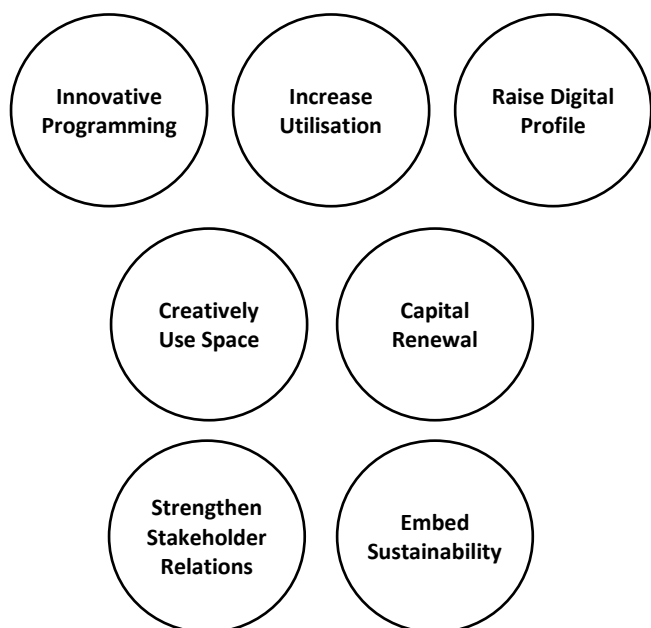 Innovative
Programming
Increase
Utilisation
Raise Digital
Profile
Creatively
Use Space
Capital
Renewal
Strengthen
Stakeholder
Relations
Embed
Sustainability